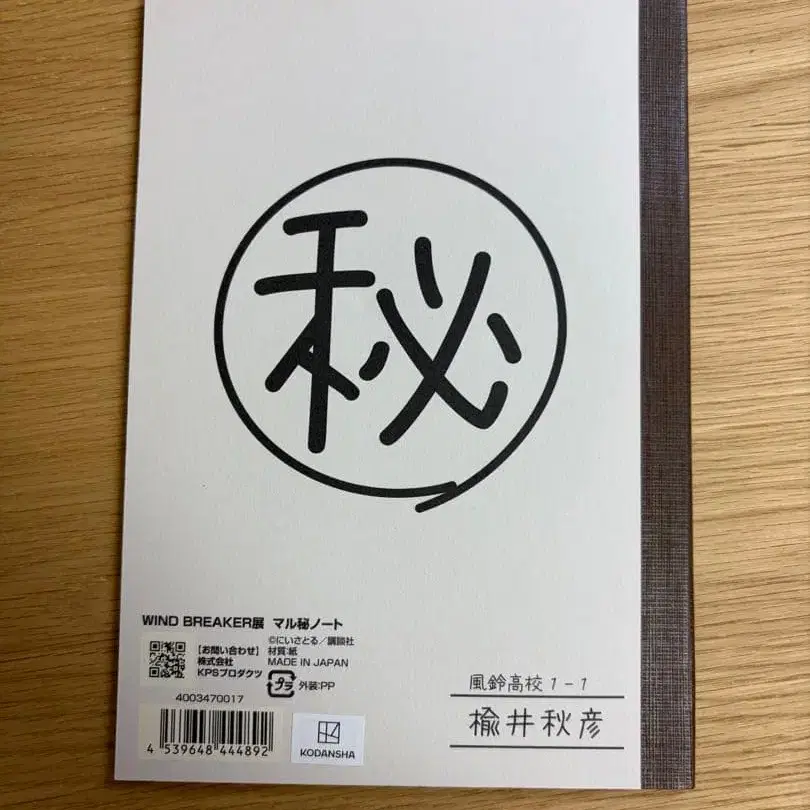 秘
WIND BREAKER展 マル秘ノート
©にいさとる/講談社
【お問い合わせ】 材質:紙
株式会社 MADE IN JAPAN
KPSプロダクツ
プラ 外装:PP
4003470017
4 539648 444892
KODANSHA
風鈴高校1-1
楡井秋彦